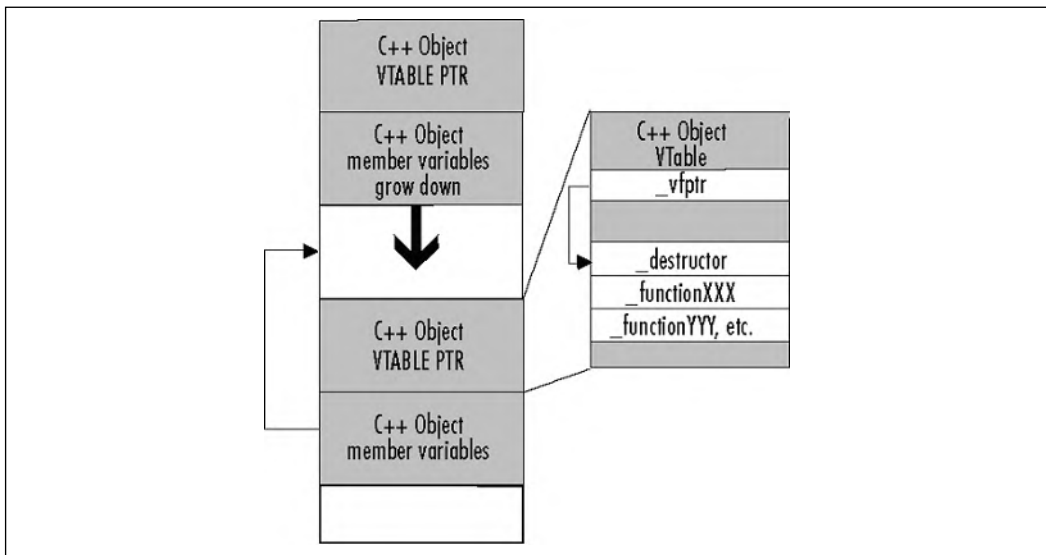 C++ Object
VTABLE PTR
C++ Object
member variables
grow down
C++ Object
VTABLE PTR
C++ Object
member variables
C++ Object
VTable
_vfptr
_destructor
_functionXXX
_functionYYY, etc.